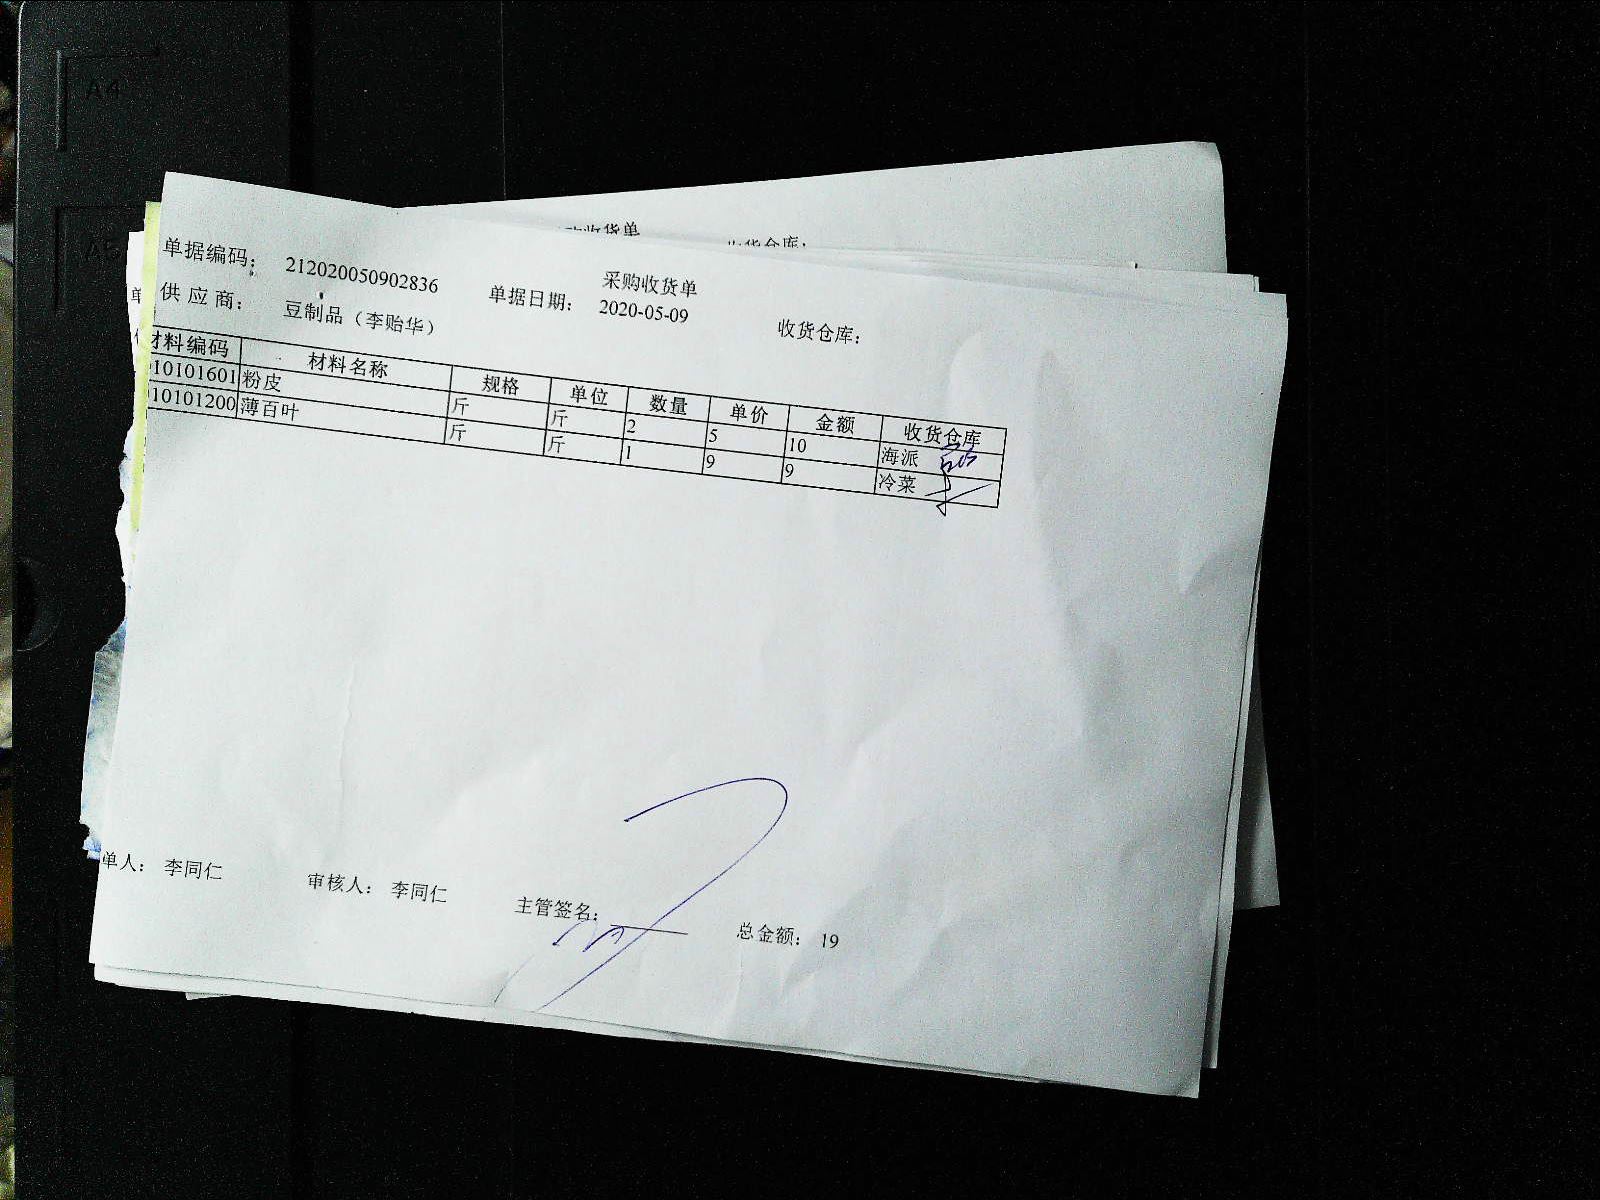 A4
A5
采购收货单
单据编码： 212020050902836 单据日期： 2020-05-09 收货仓库：
供应商： 豆制品（李贻华）
材料编码 材料名称 规格 单位 数量 单价 金额 收货仓库
10101601 粉皮 斤 斤 2 5 10 海派
10101200 薄百叶 斤 斤 1 9 9 冷菜
单人： 李同仁 审核人： 李同仁 主管签名： 总金额： 19